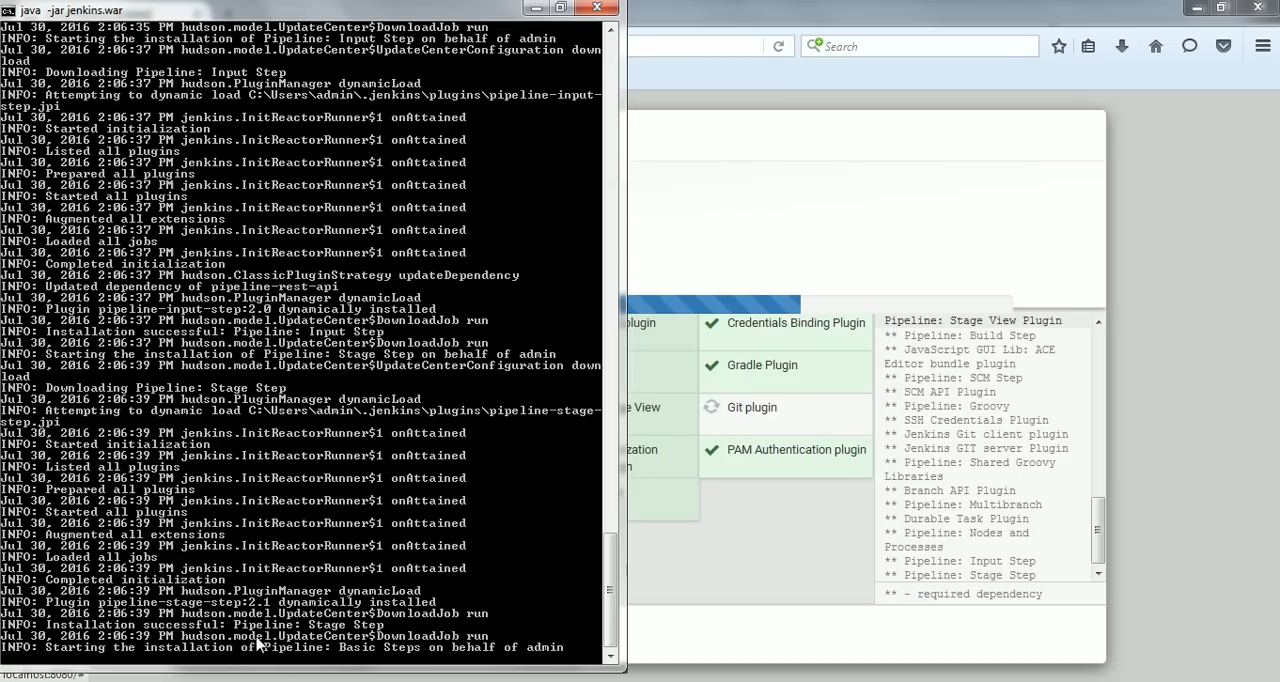 java  -jar jenkins.war
Jul 30, 2016 2:06:35 PM hudson.model.UpdateCenter$DownloadJob run
INFO: Starting the installation of Pipeline: Input Step on behalf of admin
Jul 30, 2016 2:06:37 PM hudson.model.UpdateCenter$UpdateCenterConfiguration down
load
INFO: Downloading Pipeline: Input Step
Jul 30, 2016 2:06:37 PM hudson.PluginManager dynamicLoad
INFO: Attempting to dynamic load C:\Users\admin\.jenkins\plugins\pipeline-input-
step.jpi
Jul 30, 2016 2:06:37 PM jenkins.InitReactorRunner$1 onAttained
INFO: Started initialization
Jul 30, 2016 2:06:37 PM jenkins.InitReactorRunner$1 onAttained
INFO: Listed all plugins
Jul 30, 2016 2:06:37 PM jenkins.InitReactorRunner$1 onAttained
INFO: Prepared all plugins
Jul 30, 2016 2:06:37 PM jenkins.InitReactorRunner$1 onAttained
INFO: Started all plugins
Jul 30, 2016 2:06:37 PM jenkins.InitReactorRunner$1 onAttained
INFO: Augmented all extensions
Jul 30, 2016 2:06:37 PM jenkins.InitReactorRunner$1 onAttained
INFO: Loaded all jobs
Jul 30, 2016 2:06:37 PM jenkins.InitReactorRunner$1 onAttained
INFO: Completed initialization
Jul 30, 2016 2:06:37 PM hudson.ClassicPluginStrategy updateDependency
INFO: Updated dependency of pipeline-rest-api
Jul 30, 2016 2:06:37 PM hudson.PluginManager dynamicLoad
INFO: Plugin pipeline-input-step:2.0 dynamically installed
Jul 30, 2016 2:06:37 PM hudson.model.UpdateCenter$DownloadJob run
INFO: Installation successful: Pipeline: Input Step
Jul 30, 2016 2:06:37 PM hudson.model.UpdateCenter$DownloadJob run
INFO: Starting the installation of Pipeline: Stage Step on behalf of admin
Jul 30, 2016 2:06:39 PM hudson.model.UpdateCenter$UpdateCenterConfiguration down
load
INFO: Downloading Pipeline: Stage Step
Jul 30, 2016 2:06:39 PM hudson.PluginManager dynamicLoad
INFO: Attempting to dynamic load C:\Users\admin\.jenkins\plugins\pipeline-stage-
step.jpi
Jul 30, 2016 2:06:39 PM jenkins.InitReactorRunner$1 onAttained
INFO: Started initialization
Jul 30, 2016 2:06:39 PM jenkins.InitReactorRunner$1 onAttained
INFO: Listed all plugins
Jul 30, 2016 2:06:39 PM jenkins.InitReactorRunner$1 onAttained
INFO: Prepared all plugins
Jul 30, 2016 2:06:39 PM jenkins.InitReactorRunner$1 onAttained
INFO: Started all plugins
Jul 30, 2016 2:06:39 PM jenkins.InitReactorRunner$1 onAttained
INFO: Augmented all extensions
Jul 30, 2016 2:06:39 PM jenkins.InitReactorRunner$1 onAttained
INFO: Loaded all jobs
Jul 30, 2016 2:06:39 PM jenkins.InitReactorRunner$1 onAttained
INFO: Completed initialization
Jul 30, 2016 2:06:39 PM hudson.PluginManager dynamicLoad
INFO: Plugin pipeline-stage-step:2.1 dynamically installed
Jul 30, 2016 2:06:39 PM hudson.model.UpdateCenter$DownloadJob run
INFO: Installation successful: Pipeline: Stage Step
Jul 30, 2016 2:06:39 PM hudson.model.UpdateCenter$DownloadJob run
INFO: Starting the installation of Pipeline: Basic Steps on behalf of admin
localhost:8080/#
Search
plugin
e View
zation
n
Credentials Binding Plugin
Gradle Plugin
Git plugin
PAM Authentication plugin
Pipeline: Stage View Plugin
** Pipeline: Build Step
** JavaScript GUI Lib: ACE
Editor bundle plugin
** Pipeline: SCM Step
** SCM API Plugin
** Pipeline: Groovy
** SSH Credentials Plugin
** Jenkins Git client plugin
** Jenkins GIT server Plugin
** Pipeline: Shared Groovy
Libraries
** Branch API Plugin
** Pipeline: Multibranch
** Durable Task Plugin
** Pipeline: Nodes and
Processes
** Pipeline: Input Step
** Pipeline: Stage Step
** - required dependency